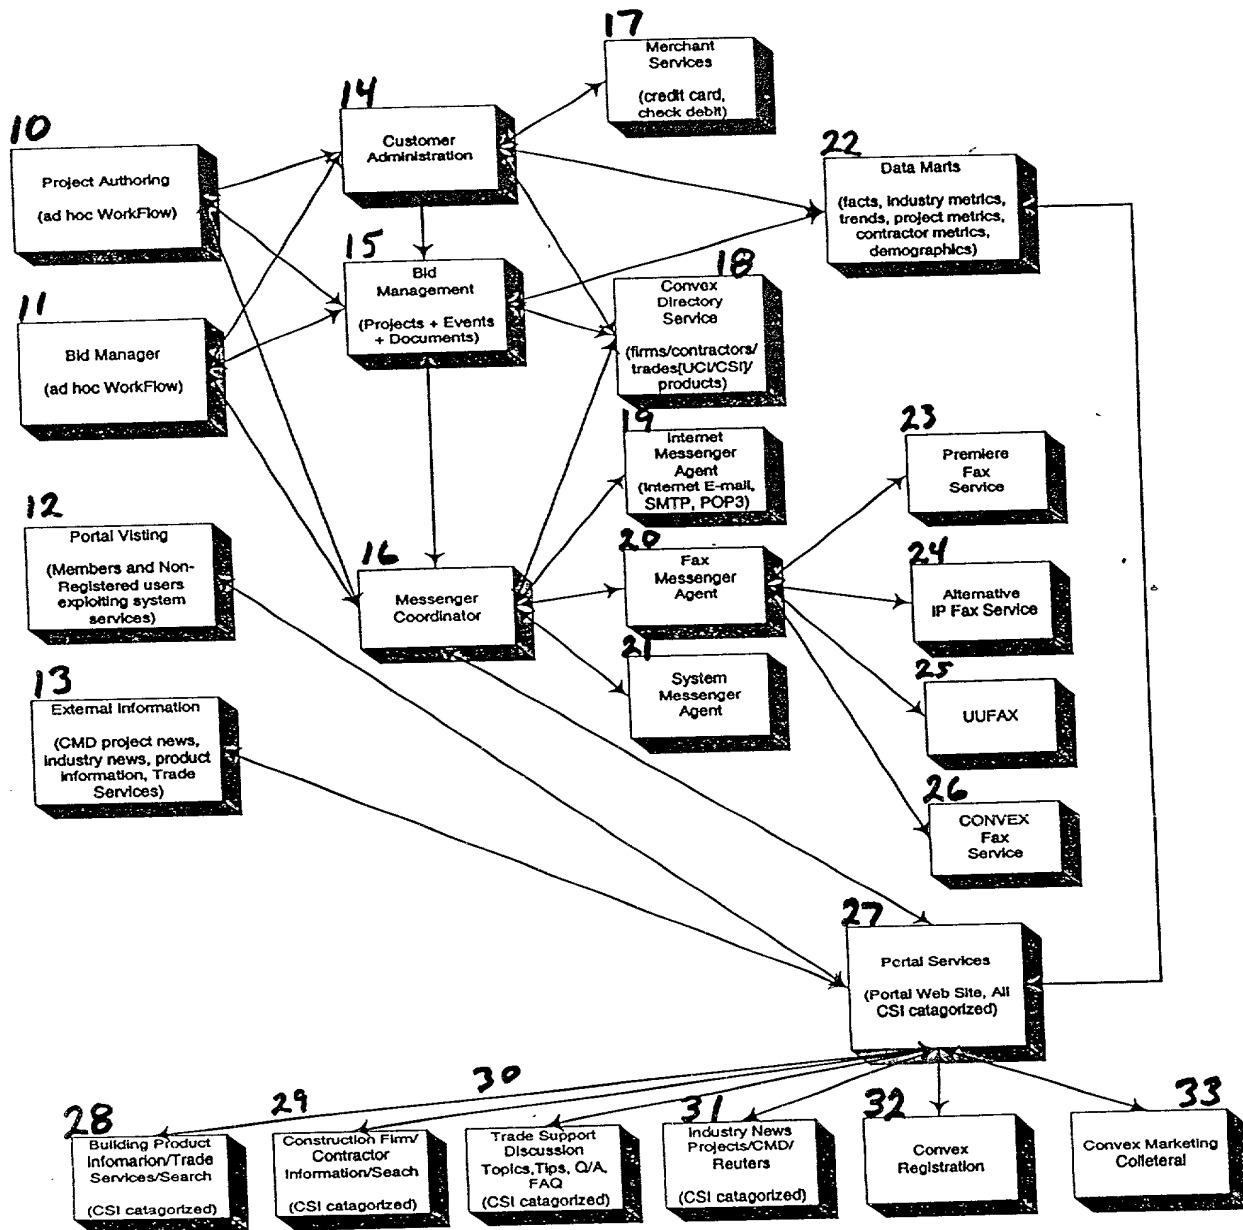 10
Project Authoring
(ad hoc WorkFlow)
11
Bid Manager
(ad hoc WorkFlow)
12
Portal Visting
(Members and Non-
Registered users
exploiting system
services)
13
External Information
(CMD project news,
industry news, product
information, Trade
Services)
14
Customer
Administration
15
Bid
Management
(Projects + Events
+ Documents)
16
Messenger
Coordinator
17
Merchant
Services
(credit card,
check debit)
18
Convex
Directory
Service
(firms/contractors/
trades[UCI/CSI]/
products)
19
Internet
Messenger
Agent
(Internet E-mail,
SMTP, POP3)
20
Fax
Messenger
Agent
21
System
Messenger
Agent
22
Data Marts
(facts, industry metrics,
trends, project metrics,
contractor metrics,
demographics)
23
Premiere
Fax
Service
24
Alternative
IP Fax Service
25
UUFAX
26
CONVEX
Fax
Service
27
Portal Services
(Portal Web Site, All
CSI catagorized)
28
Building Product
Infomarion/Trade
Services/Search
(CSI catagorized)
29
Construction Firm/
Contractor
Information/Seach
(CSI catagorized)
30
Trade Support
Discussion
Topics,Tips, Q/A,
FAQ
(CSI catagorized)
31
Industry News
Projects/CMD/
Reuters
(CSI catagorized)
32
Convex
Registration
33
Convex Marketing
Colleteral